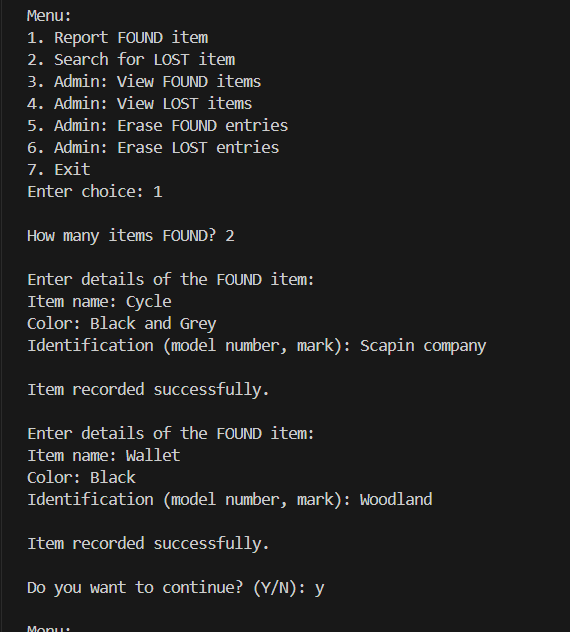 Menu:
1. Report FOUND item
2. Search for LOST item
3. Admin: View FOUND items
4. Admin: View LOST items
5. Admin: Erase FOUND entries
6. Admin: Erase LOST entries
7. Exit
Enter choice: 1
How many items FOUND? 2
Enter details of the FOUND item:
Item name: Cycle
Color: Black and Grey
Identification (model number, mark): Scapin company
Item recorded successfully.
Enter details of the FOUND item:
Item name: Wallet
Color: Black
Identification (model number, mark): Woodland
Item recorded successfully.
Do you want to continue? (Y/N): y
Menu: